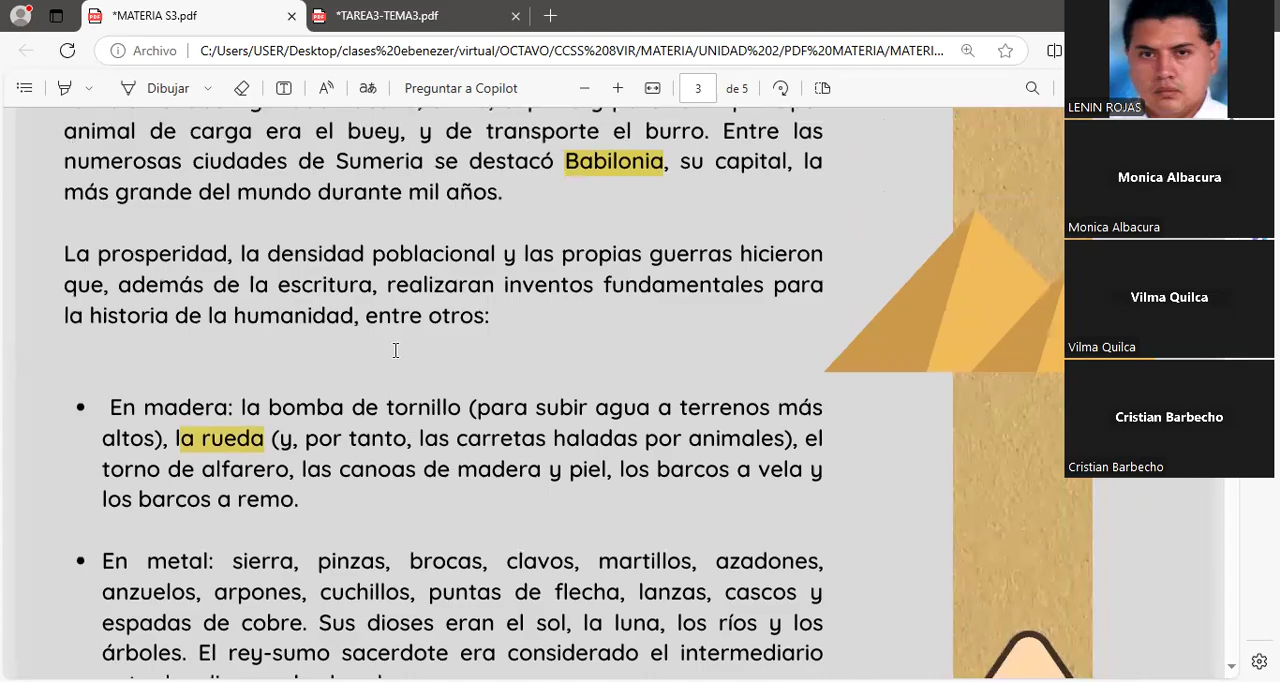 *MATERIA S3.pdf
*TAREA3-TEMA3.pdf
Archivo
C:/Users/USER/Desktop/clases%20ebenezer/virtual/OCTAVO/CCSS%208VIR/MATERIA/UNIDAD%202/PDF%20MATERIA/MATERI...
Dibujar
Preguntar a Copilot
3 de 5
animal de carga era el buey, y de transporte el burro. Entre las
numerosas ciudades de Sumeria se destacó Babilonia, su capital, la
más grande del mundo durante mil años.
La prosperidad, la densidad poblacional y las propias guerras hicieron
que, además de la escritura, realizaran inventos fundamentales para
la historia de la humanidad, entre otros:
• En madera: la bomba de tornillo (para subir agua a terrenos más
altos), la rueda (y, por tanto, las carretas haladas por animales), el
torno de alfarero, las canoas de madera y piel, los barcos a vela y
los barcos a remo.
• En metal: sierra, pinzas, brocas, clavos, martillos, azadones,
anzuelos, arpones, cuchillos, puntas de flecha, lanzas, cascos y
espadas de cobre. Sus dioses eran el sol, la luna, los ríos y los
árboles. El rey-sumo sacerdote era considerado el intermediario
LENIN ROJAS
Monica Albacura
Monica Albacura
Vilma Quilca
Vilma Quilca
Cristian Barbecho
Cristian Barbecho